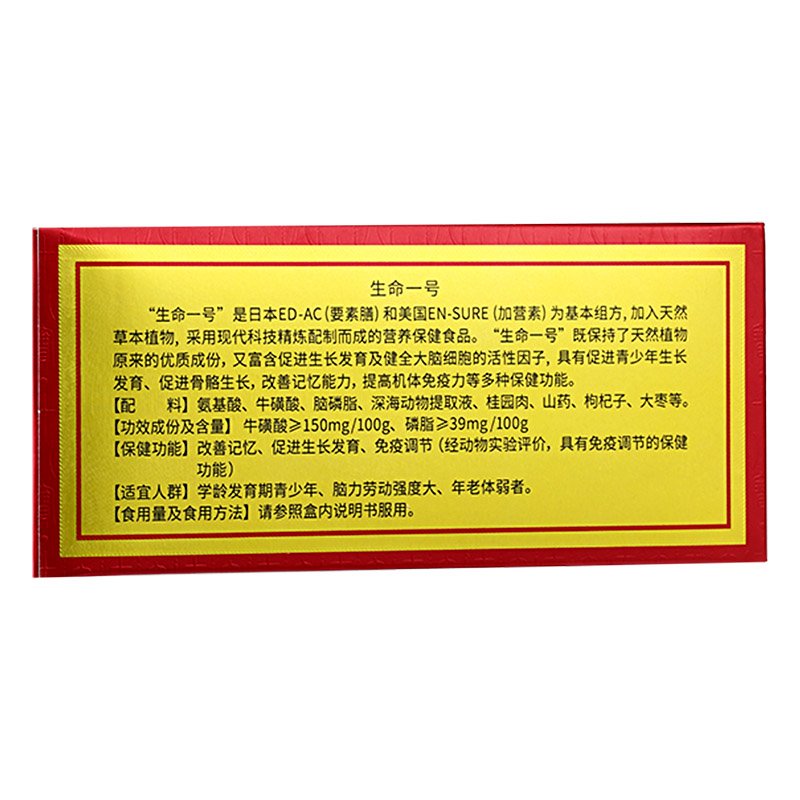 生命一号
“生命一号”是日本ED-AC(要素膳)和美国EN-SURE(加营素)为基本组方,加入天然
草本植物,采用现代科技精炼配制而成的营养保健食品。“生命一号”既保持了天然植物
原来的优质成份,又富含促进生长发育及健全大脑细胞的活性因子,具有促进青少年生长
发育、促进骨骼生长,改善记忆能力,提高机体免疫力等多种保健功能。
【配 料】氨基酸、牛磺酸、脑磷脂、深海动物提取液、桂园肉、山药、枸杞子、大枣等。
【功效成份及含量】牛磺酸≥150mg/100g、磷脂≥39mg/100g
【保健功能】改善记忆、促进生长发育、免疫调节(经动物实验评价,具有免疫调节的保健
功能)
【适宜人群】学龄发育期青少年、脑力劳动强度大、年老体弱者。
【食用量及食用方法】请参照盒内说明书服用。